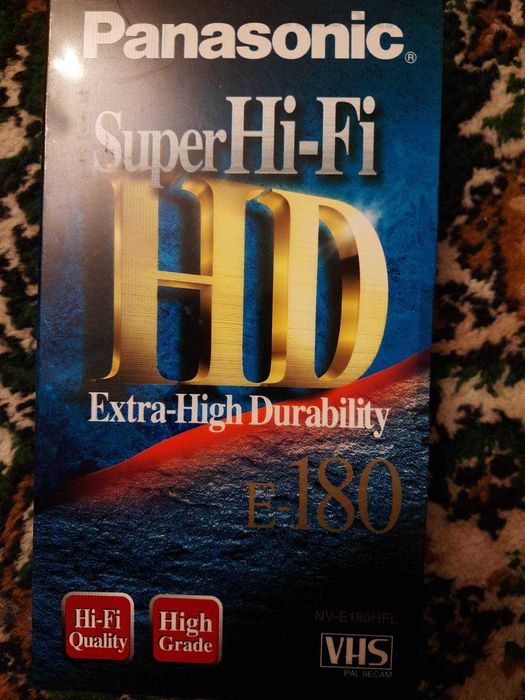 Panasonic®
Super Hi-Fi
HD
Extra-High Durability
E-180
Hi-Fi
Quality
High
Grade
NV-E180HFL
VHS
PAL SECAM